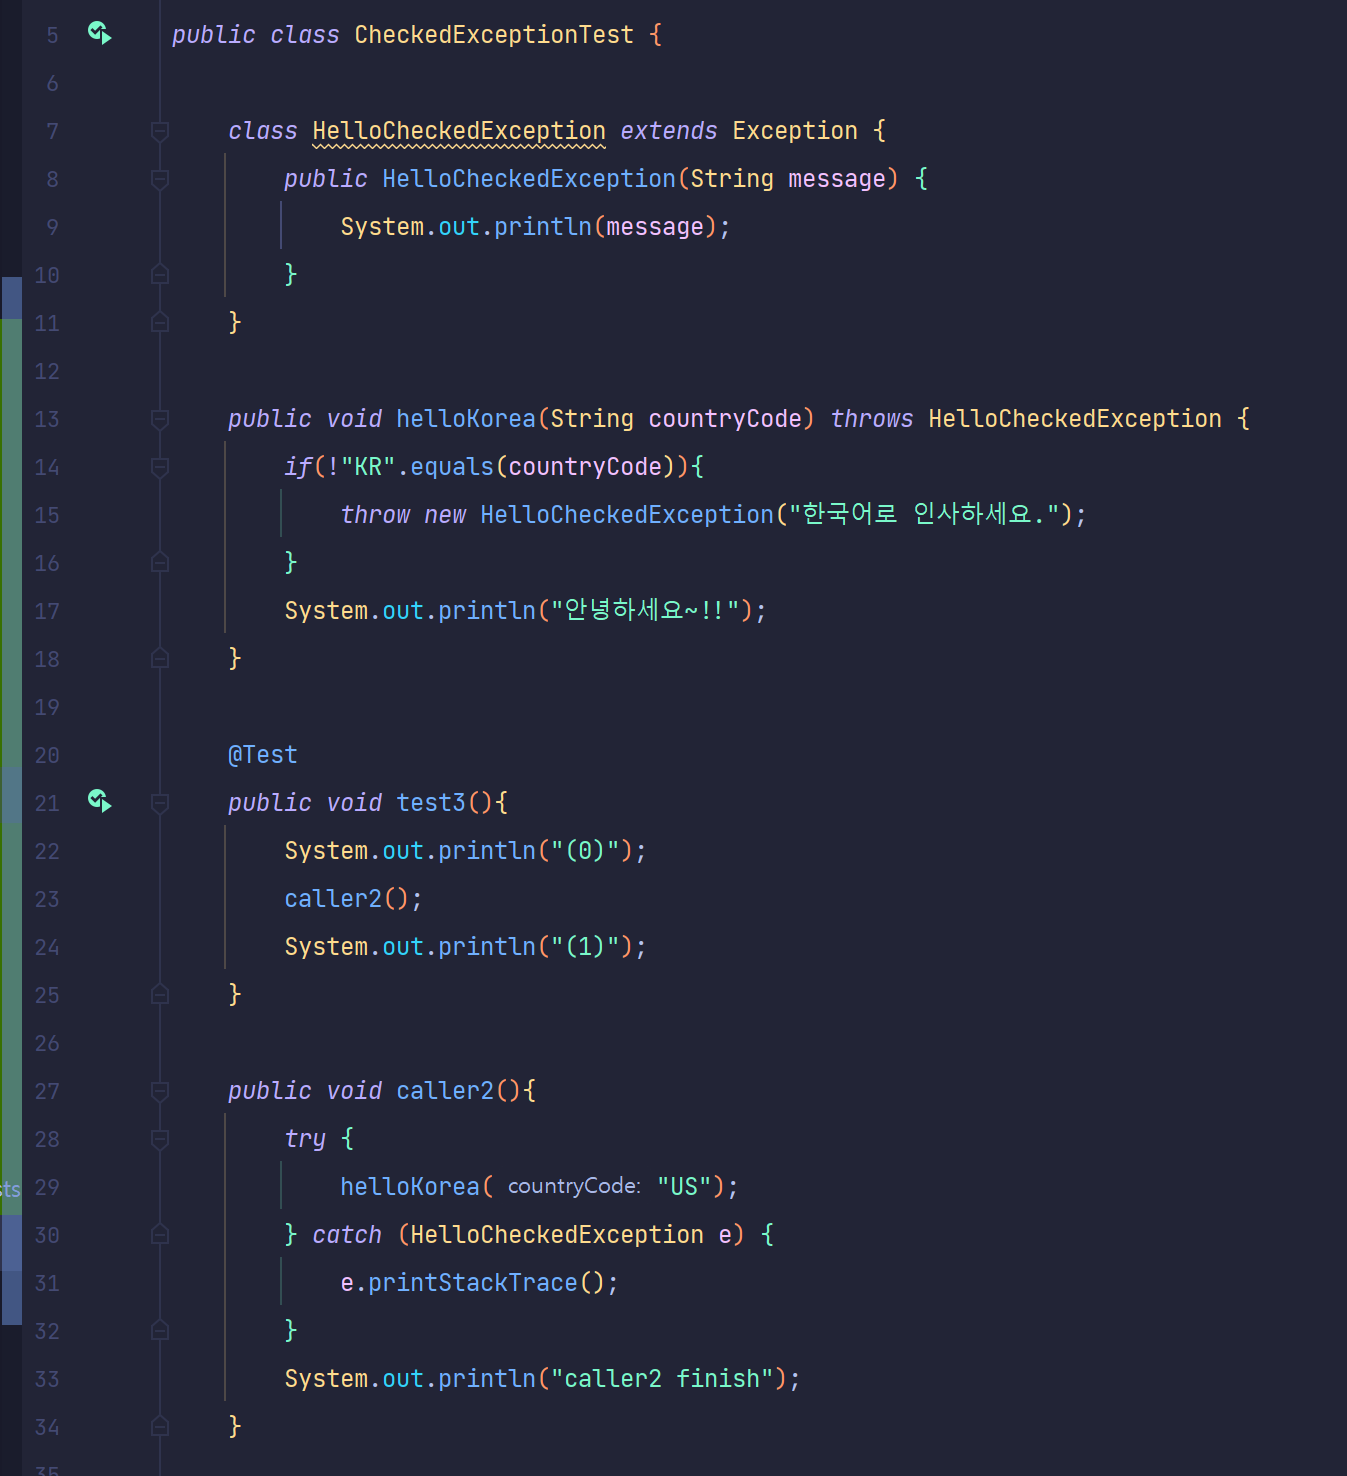 5 public class CheckedExceptionTest {
6
7 class HelloCheckedException extends Exception {
8 public HelloCheckedException(String message) {
9 System.out.println(message);
10 }
11 }
12
13 public void helloKorea(String countryCode) throws HelloCheckedException {
14 if(!"KR".equals(countryCode)){
15 throw new HelloCheckedException("한국어로 인사하세요.");
16 }
17 System.out.println("안녕하세요~!!");
18 }
19
20 @Test
21 public void test3(){
22 System.out.println("(0)");
23 caller2();
24 System.out.println("(1)");
25 }
26
27 public void caller2(){
28 try {
sts 29 helloKorea( countryCode: "US");
30 } catch (HelloCheckedException e) {
31 e.printStackTrace();
32 }
33 System.out.println("caller2 finish");
34 }
35